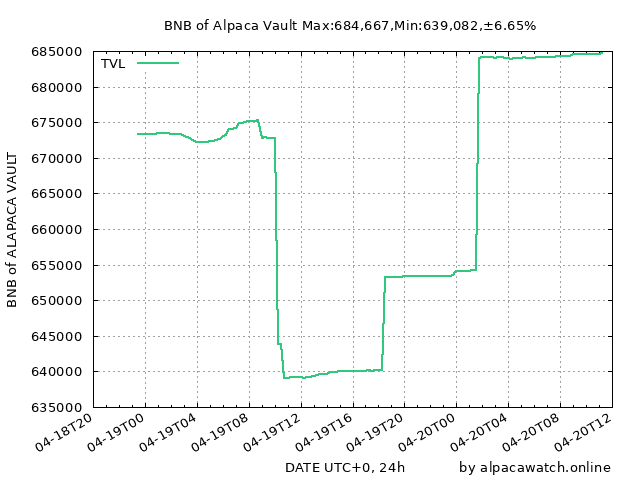 BNB of Alpaca Vault Max:684,667,Min:639,082,±6.65%
TVL
BNB of ALAPACA VAULT
685000
680000
675000
670000
665000
660000
655000
650000
645000
640000
635000
04-18T20
04-19T00
04-19T04
04-19T08
04-19T12
04-19T16
04-19T20
04-20T00
04-20T04
04-20T08
04-20T12
DATE UTC+0, 24h
by alpacawatch.online